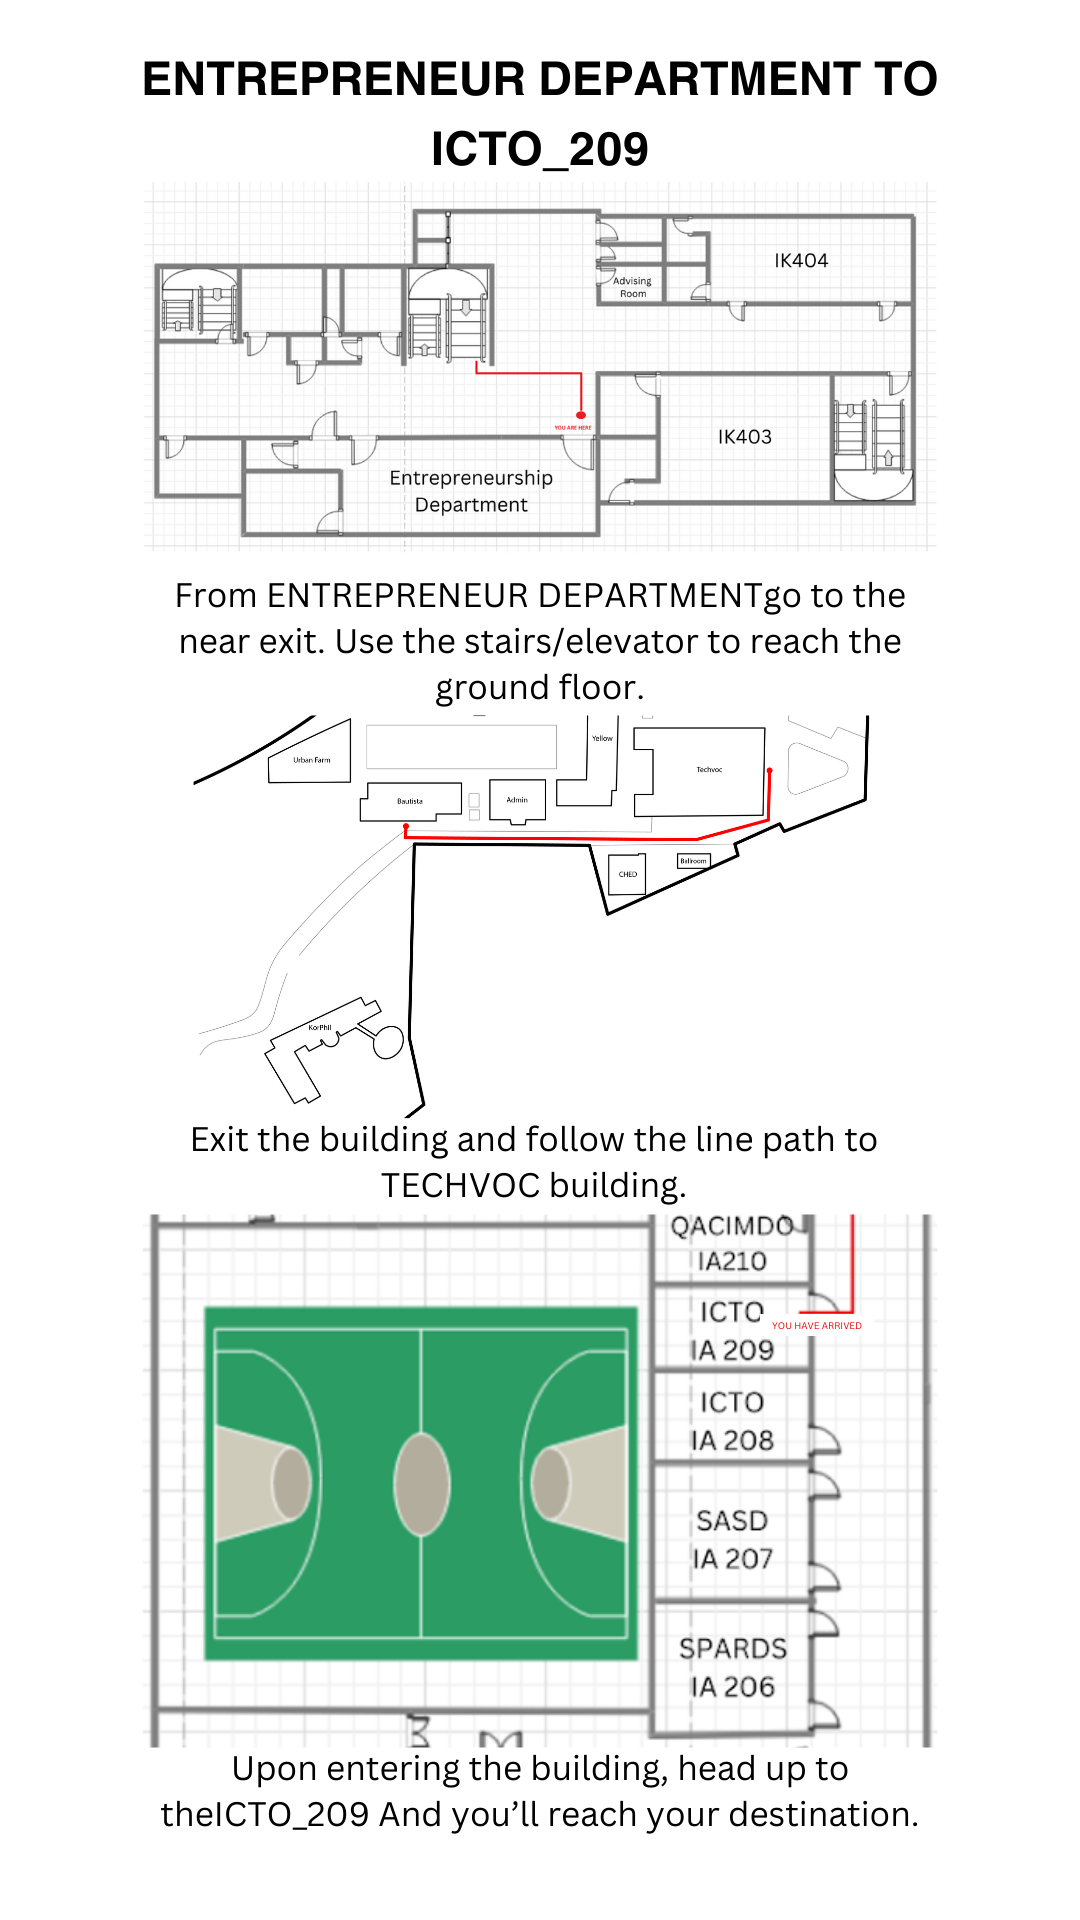 ENTREPRENEUR DEPARTMENT TO
ICTO_209
IK404
Advising
Room
YOU ARE HERE
IK403
Entrepreneurship
Department
From ENTREPRENEUR DEPARTMENTgo to the
near exit. Use the stairs/elevator to reach the
ground floor.
Urban Farm
Yellow
Techvoc
Bautista
Admin
CHED
Ballroom
KorPhil
Exit the building and follow the line path to
TECHVOC building.
QACIMDO
IA210
ICTO
YOU HAVE ARRIVED
IA 209
ICTO
IA 208
SASD
IA 207
SPARDS
IA 206
Upon entering the building, head up to
theICTO_209 And you’ll reach your destination.